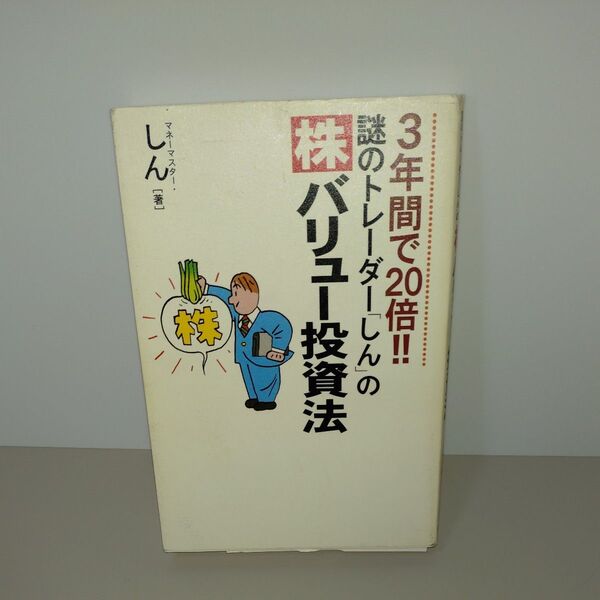 3年間で20倍!!
謎のトレーダー「しん」の
株バリュー投資法
マネーマスター・
しん[著]
株